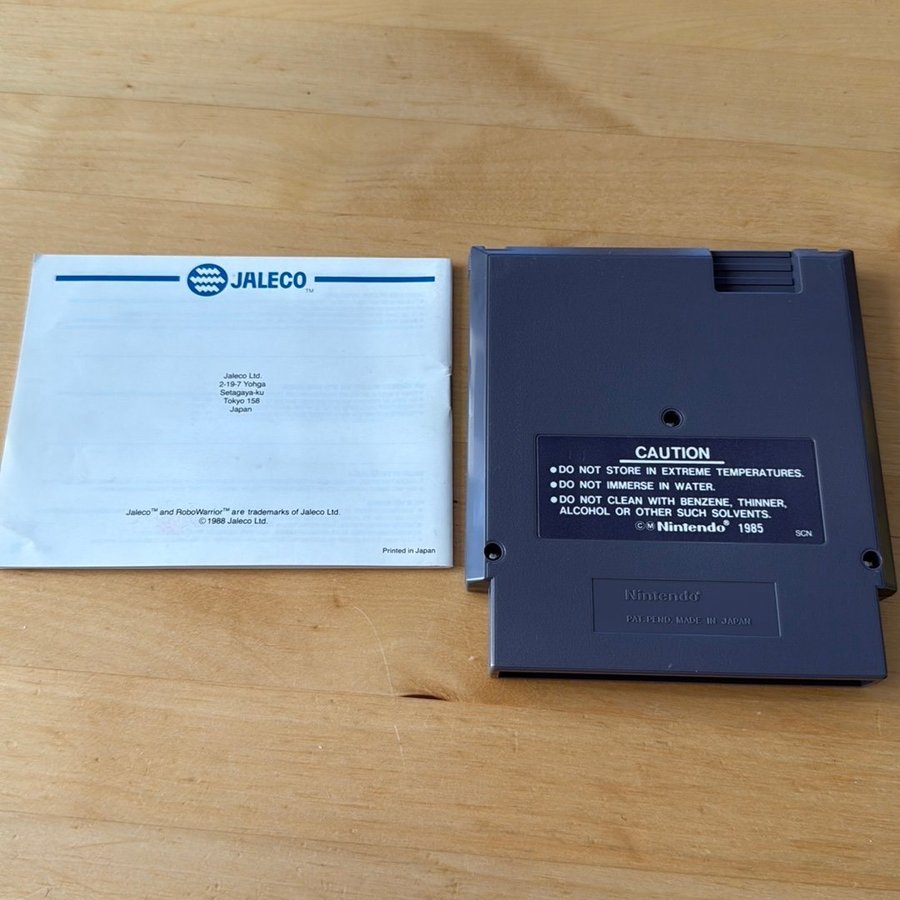 JALECO™
Jaleco Ltd.
2-19-7 Yohga
Setagaya-ku
Tokyo 158
Japan
Jaleco™ and RoboWarrior™ are trademarks of Jaleco Ltd.
© 1988 Jaleco Ltd.
Printed in Japan
CAUTION
●DO NOT STORE IN EXTREME TEMPERATURES.
●DO NOT IMMERSE IN WATER.
●DO NOT CLEAN WITH BENZENE, THINNER,
ALCOHOL OR OTHER SUCH SOLVENTS.
©Ⓜ Nintendo® 1985
SCN
Nintendo®
PAT. PEND. MADE IN JAPAN